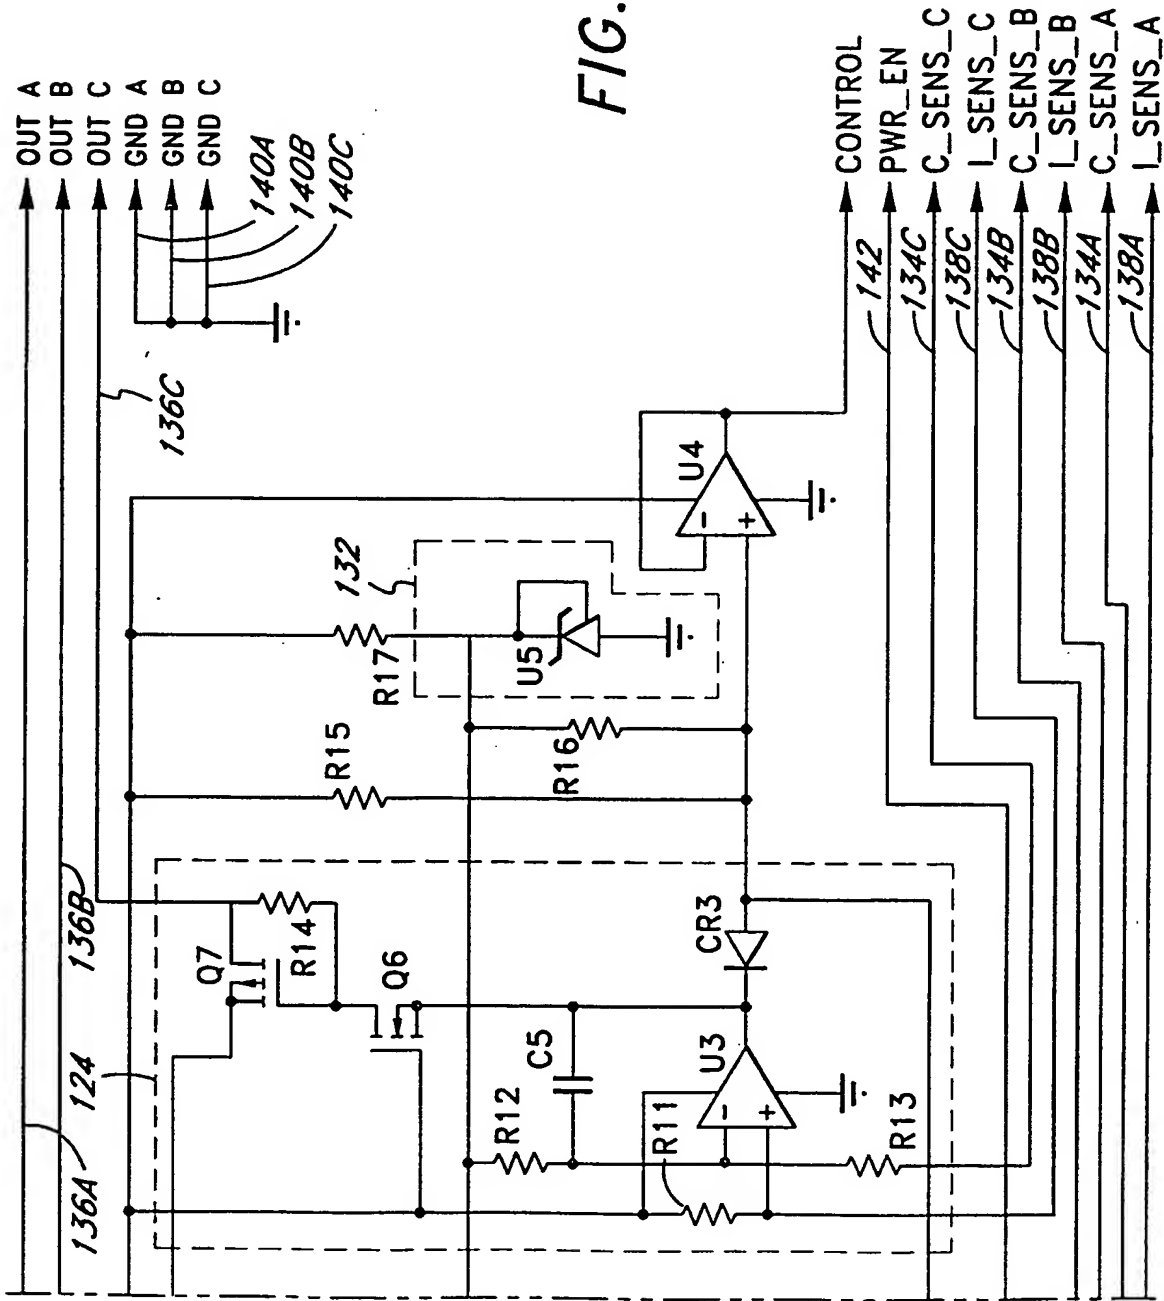 OUT A
OUT B
OUT C
GND A
GND B
GND C
140A
140B
140C
FIG.
136C
136B
136A
124
132
142
134C
138C
134B
138B
134A
138A
CONTROL
PWR_EN
C_SENS_C
I_SENS_C
C_SENS_B
I_SENS_B
C_SENS_A
I_SENS_A
Q7
R14
Q6
R15
R17
U5
R16
U4
-
+
CR3
C5
R12
U3
-
+
R11
R13